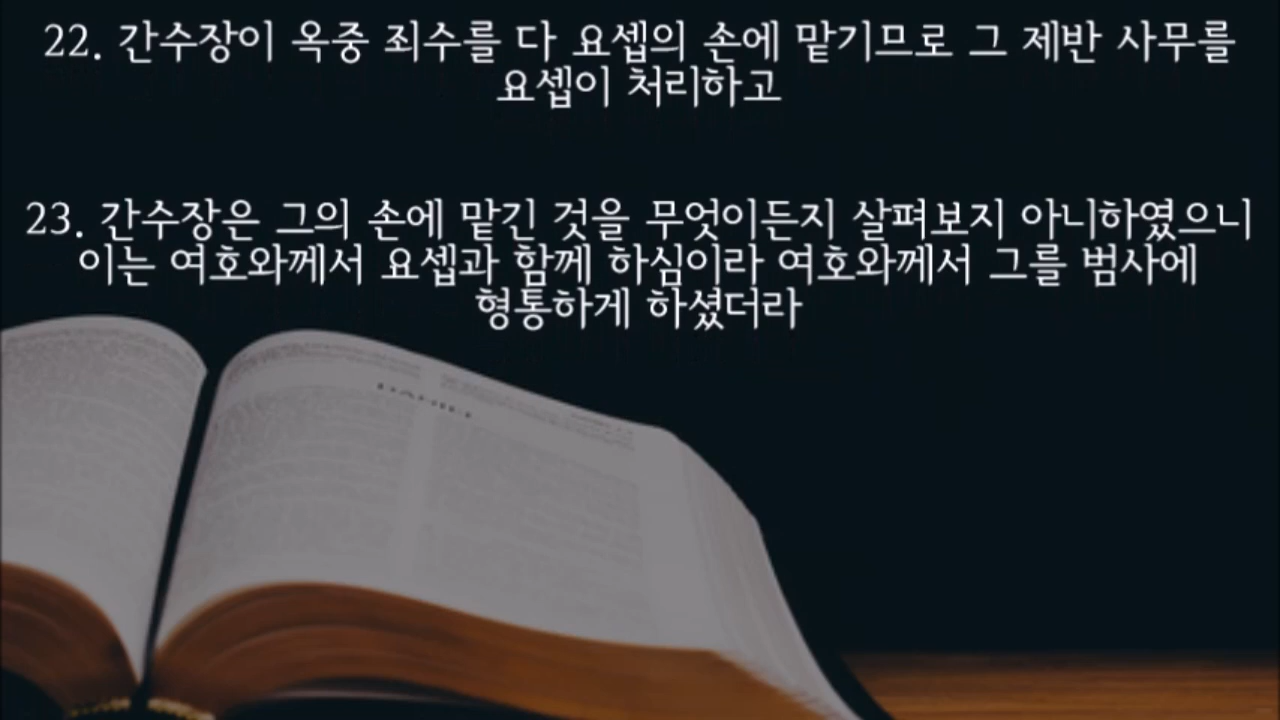 22. 간수장이 옥중 죄수를 다 요셉의 손에 맡기므로 그 제반 사무를
요셉이 처리하고
23. 간수장은 그의 손에 맡긴 것을 무엇이든지 살펴보지 아니하였으니
이는 여호와께서 요셉과 함께 하심이라 여호와께서 그를 범사에
형통하게 하셨더라